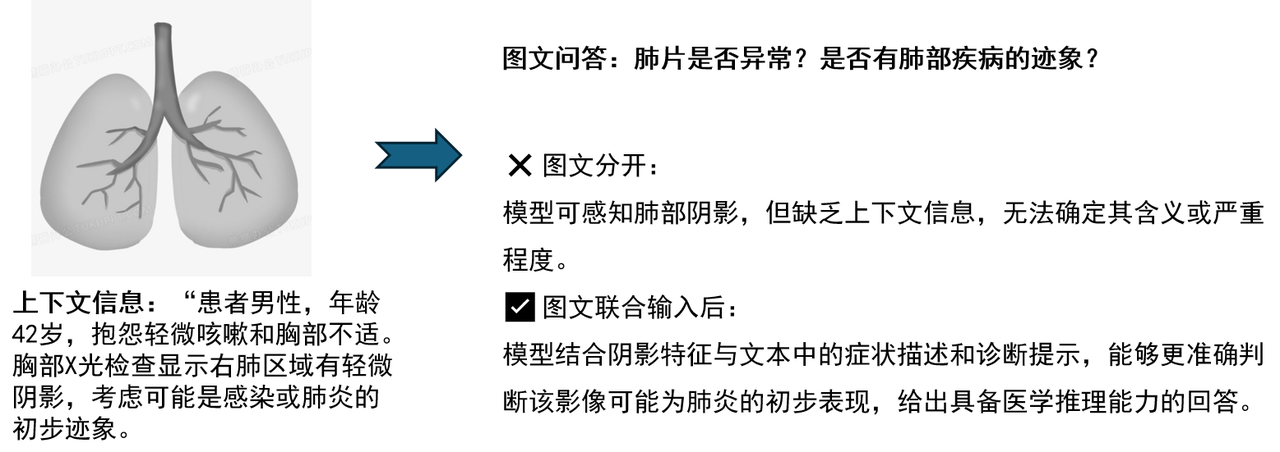 图文问答：肺片是否异常？是否有肺部疾病的迹象？
图文分开：
模型可感知肺部阴影，但缺乏上下文信息，无法确定其含义或严重
程度。
图文联合输入后：
模型结合阴影特征与文本中的症状描述和诊断提示，能够更准确判
断该影像可能为肺炎的初步表现，给出具备医学推理能力的回答。
上下文信息：“患者男性，年龄
42岁，抱怨轻微咳嗽和胸部不适。
胸部X光检查显示右肺区域有轻微
阴影，考虑可能是感染或肺炎的
初步迹象。